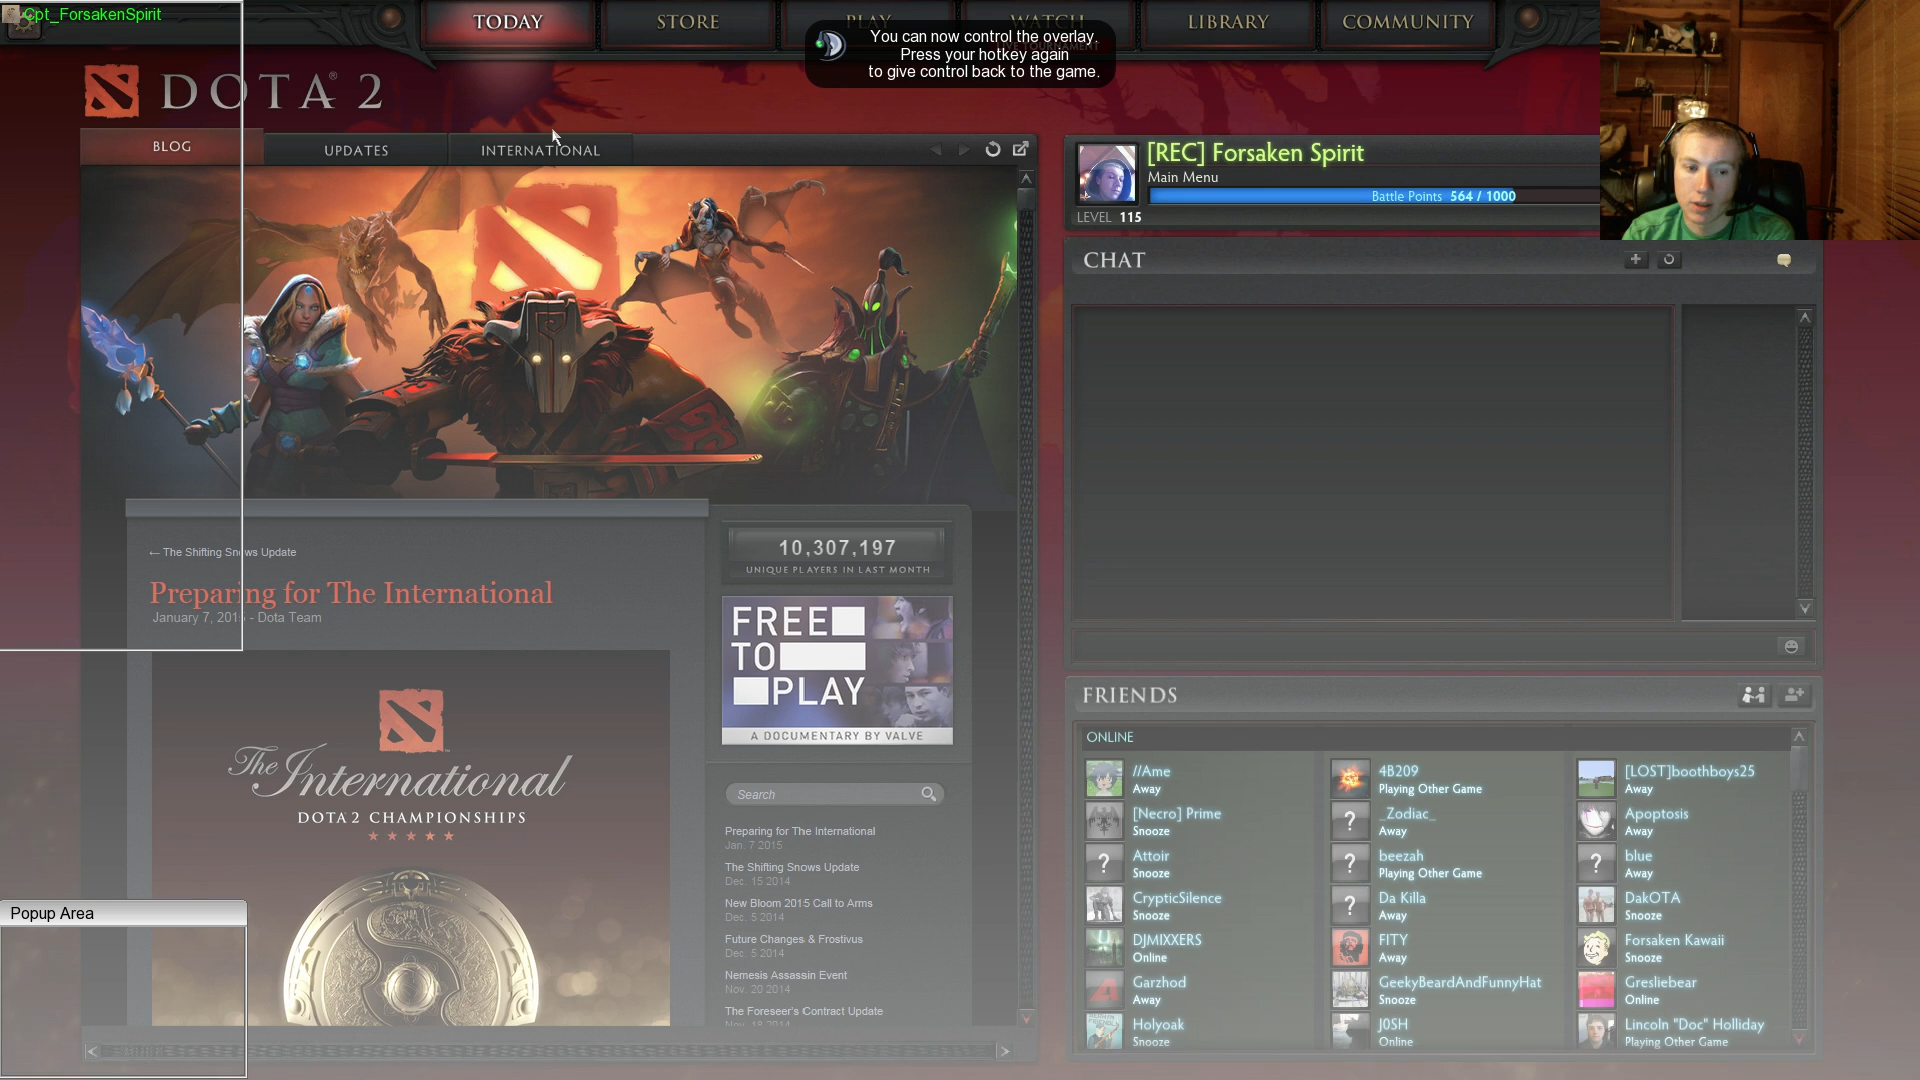 Cpt_ForsakenSpirit
TODAY
STORE
PLAY
WATCH
LIBRARY
COMMUNITY
You can now control the overlay.
Press your hotkey again
to give control back to the game.
DOTA® 2
BLOG
UPDATES
INTERNATIONAL
[REC] Forsaken Spirit
Main Menu
Battle Points 564 / 1000
LEVEL 115
CHAT
← The Shifting Snows Update
Preparing for The International
January 7, 2015 - Dota Team
The International
DOTA 2 CHAMPIONSHIPS
10,307,197
UNIQUE PLAYERS IN LAST MONTH
FREE
TO
PLAY
A DOCUMENTARY BY VALVE
Search
Preparing for The International
Jan. 7 2015
The Shifting Snows Update
Dec. 15 2014
New Bloom 2015 Call to Arms
Dec. 5 2014
Future Changes & Frostivus
Dec. 5 2014
Nemesis Assassin Event
Nov. 20 2014
The Foreseer's Contract Update
Nov. 18 2014
Popup Area
FRIENDS
ONLINE
//Ame
Away
4B209
Playing Other Game
[LOST]boothboys25
Away
[Necro] Prime
Snooze
_Zodiac_
Away
Apoptosis
Away
Attoir
Snooze
beezah
Playing Other Game
blue
Away
CrypticSilence
Snooze
Da Killa
Away
DakOTA
Snooze
DJMIXXERS
Online
FITY
Away
Forsaken Kawaii
Snooze
Garzhod
Away
GeekyBeardAndFunnyHat
Snooze
Gresliebear
Online
Holyoak
Snooze
J0SH
Online
Lincoln "Doc" Holliday
Playing Other Game